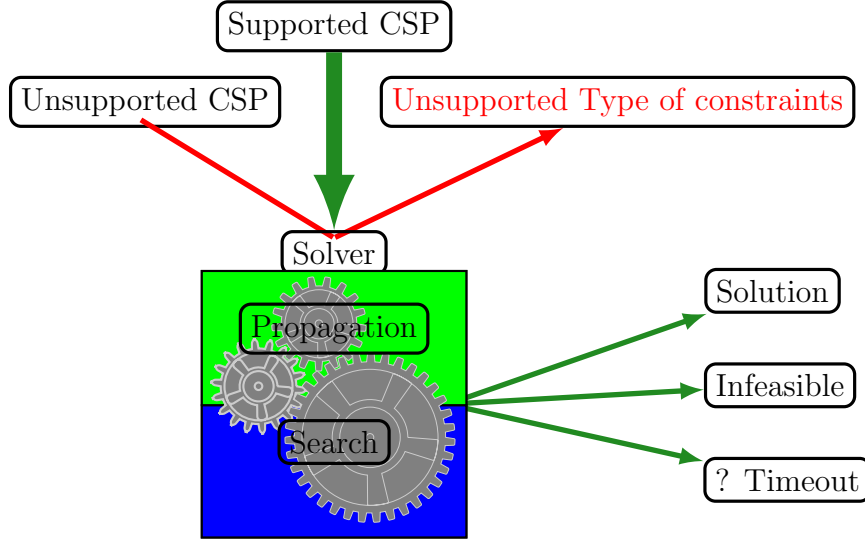 Supported CSP
Unsupported CSP
Unsupported Type of constraints
Solver
Propagation
Search
Solution
Infeasible
? Timeout